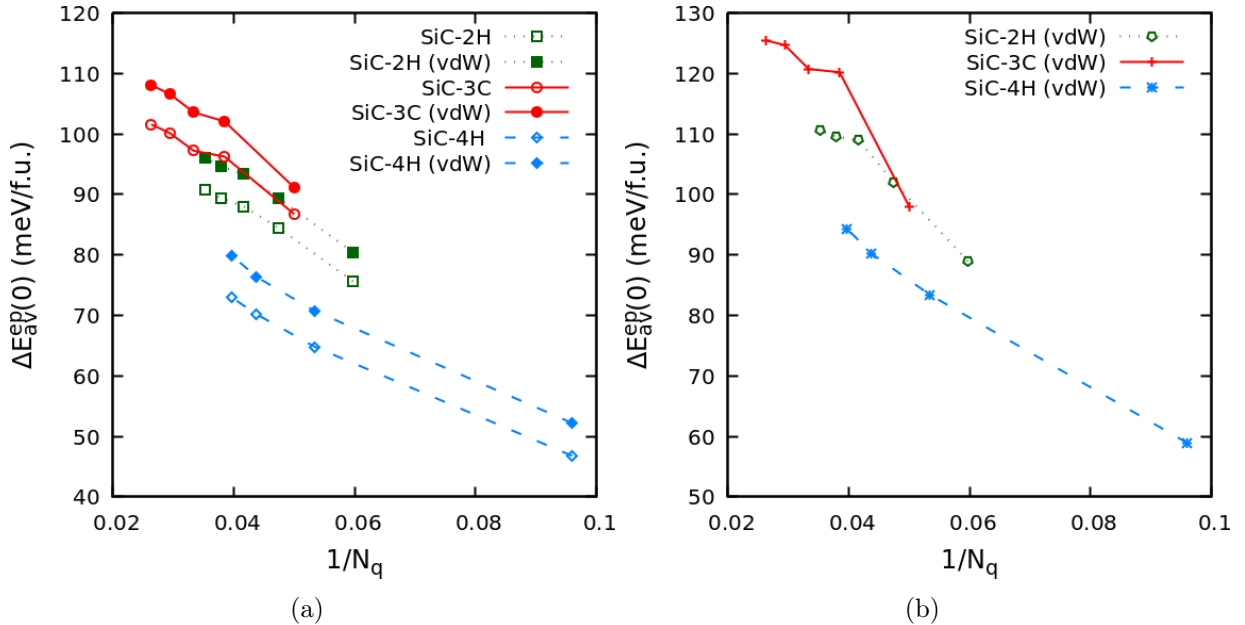 120
110
100
90
80
70
60
50
40
0.02
0.04
0.06
0.08
0.1
ΔE^{ep}_{av}(0) (meV/f.u.)
1/N_q
SiC-2H
SiC-2H (vdW)
SiC-3C
SiC-3C (vdW)
SiC-4H
SiC-4H (vdW)
(a)
130
120
110
100
90
80
70
60
50
0.02
0.04
0.06
0.08
0.1
ΔE^{ep}_{av}(0) (meV/f.u.)
1/N_q
SiC-2H (vdW)
SiC-3C (vdW)
SiC-4H (vdW)
(b)